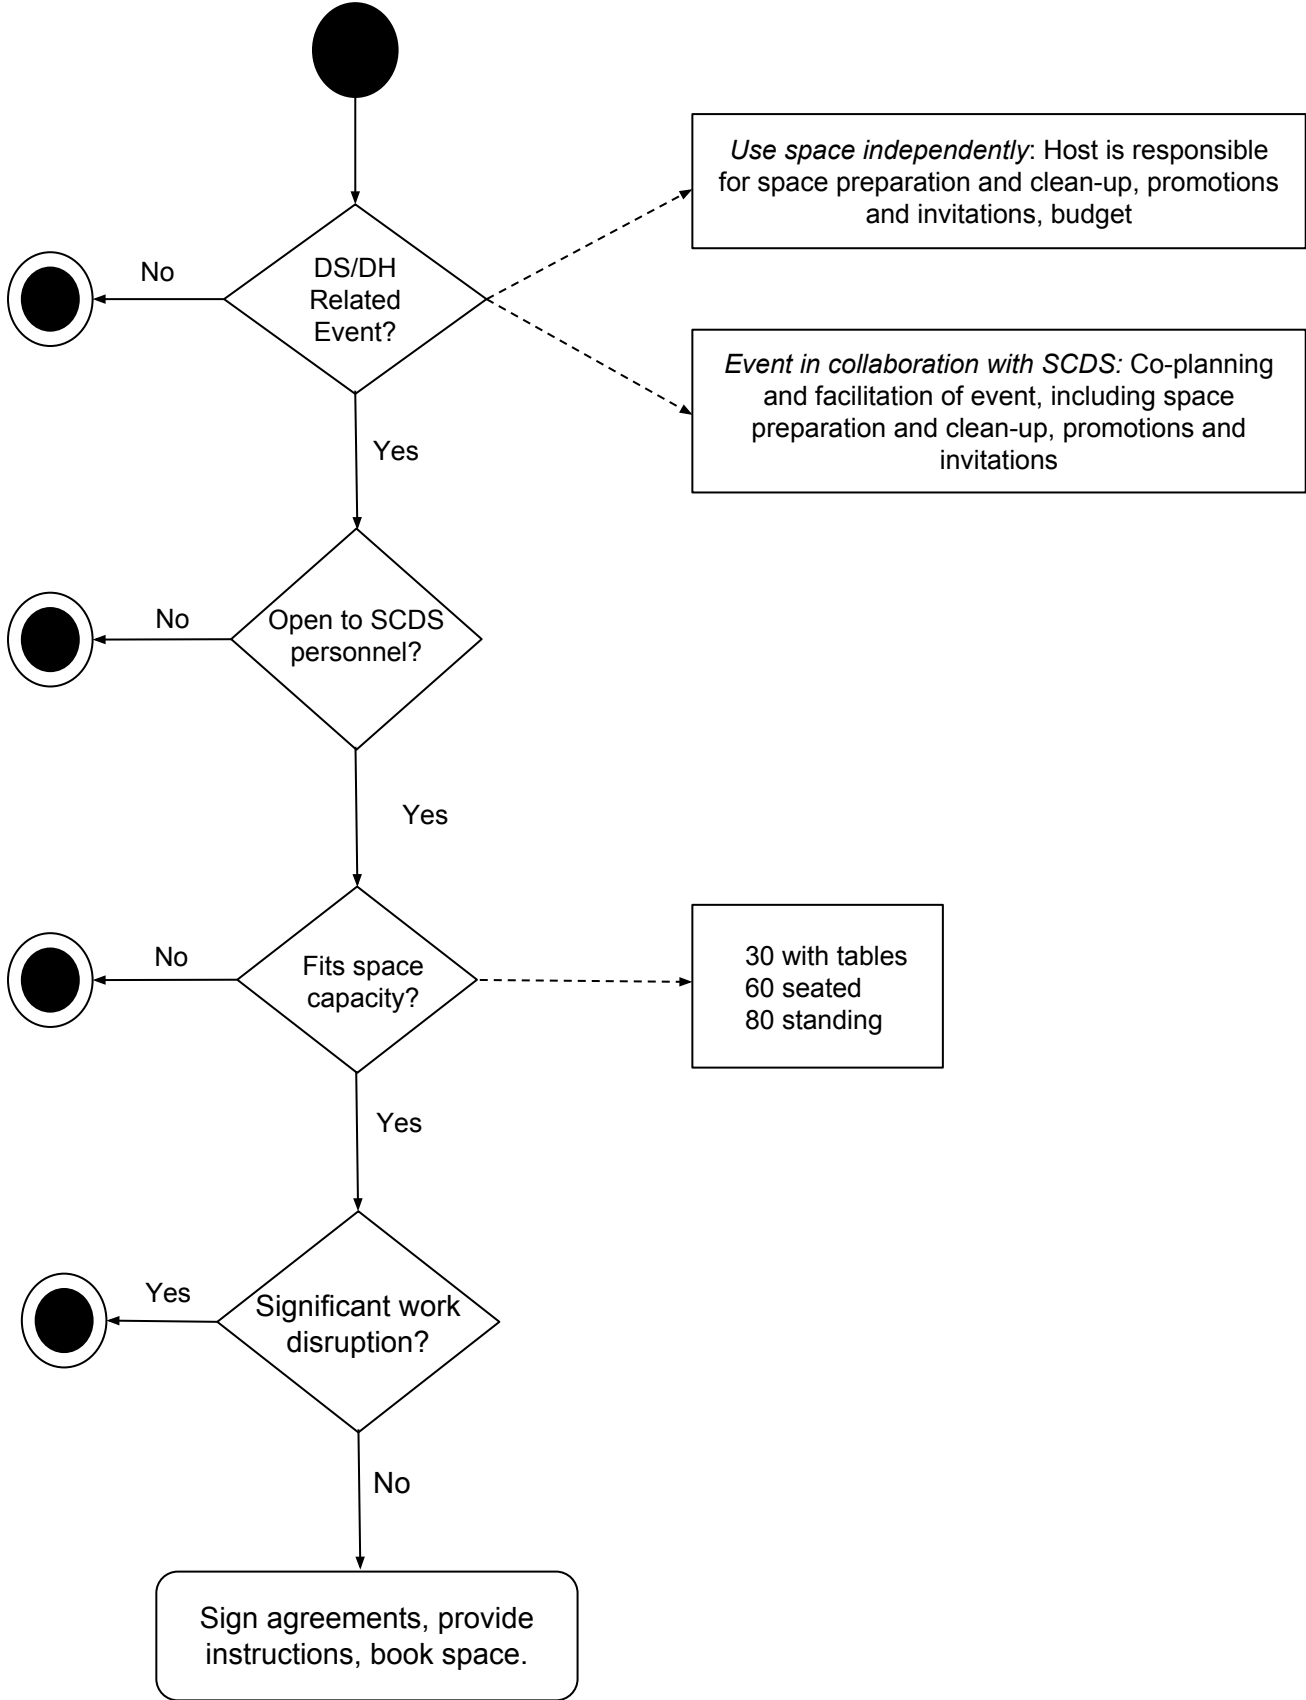 Use space independently: Host is responsible
for space preparation and clean-up, promotions
and invitations, budget
No
DS/DH
Related
Event?
Event in collaboration with SCDS: Co-planning
and facilitation of event, including space
preparation and clean-up, promotions and
invitations
Yes
No
Open to SCDS
personnel?
Yes
No
Fits space
capacity?
30 with tables
60 seated
80 standing
Yes
Yes
Significant work
disruption?
No
Sign agreements, provide
instructions, book space.